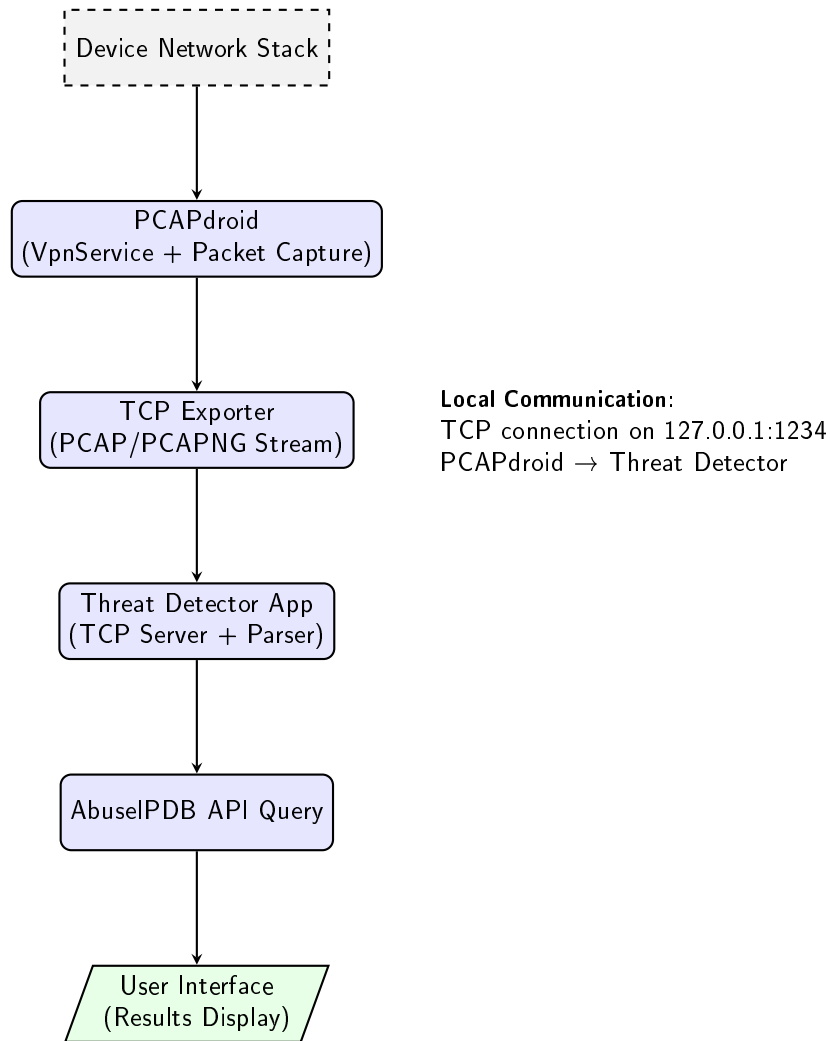 Device Network Stack
PCAPdroid
(VpnService + Packet Capture)
TCP Exporter
(PCAP/PCAPNG Stream)
Local Communication:
TCP connection on 127.0.0.1:1234
PCAPdroid → Threat Detector
Threat Detector App
(TCP Server + Parser)
AbuseIPDB API Query
User Interface
(Results Display)